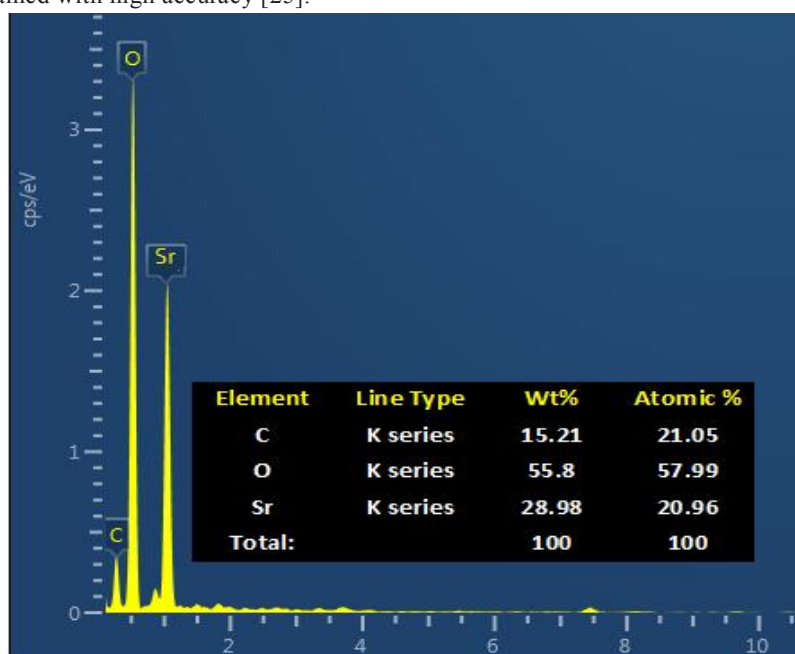 ained with high accuracy [25].
O
3
cps/eV
Sr
2
Element Line Type Wt% Atomic %
C K series 15.21 21.05
1
O K series 55.8 57.99
Sr K series 28.98 20.96
C
Total: 100 100
0
2 4 6 8 10